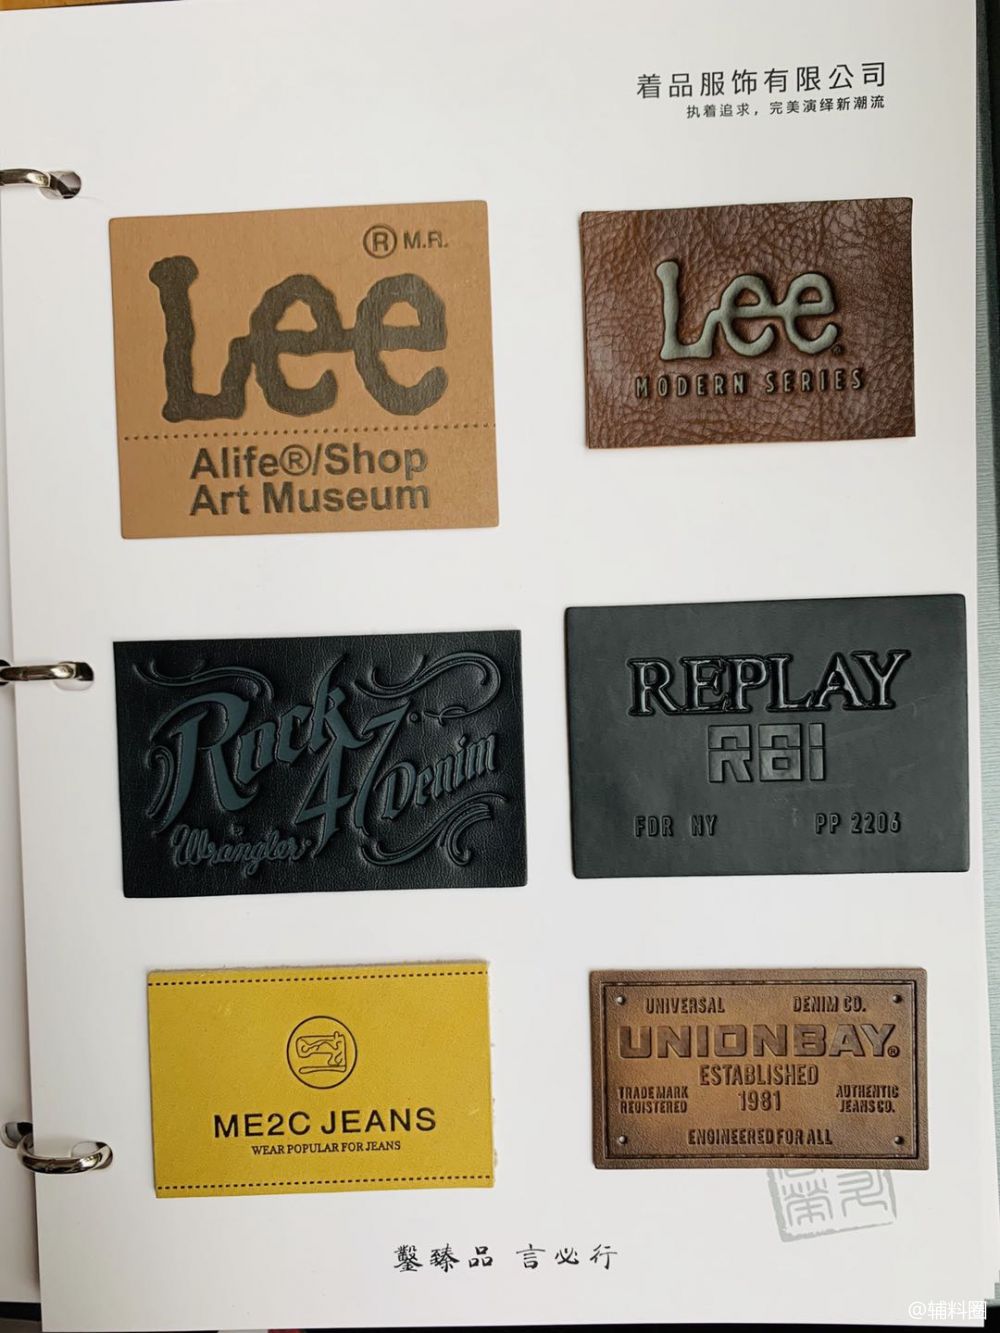 着品服饰有限公司
执着追求，完美演绎新潮流
® M.R.
Lee
Alife®/Shop
Art Museum
Lee®
MODERN SERIES
Rock
47
Denim
Wrangler
REPLAY
RBI
FDR NY
PP 2206
ME2C JEANS
WEAR POPULAR FOR JEANS
UNIVERSAL DENIM CO.
UNIONBAY®
ESTABLISHED
1981
TRADEMARK
REGISTERED
AUTHENTIC
JEANS CO.
ENGINEERED FOR ALL
鑿臻品 言必行
@辅料圈